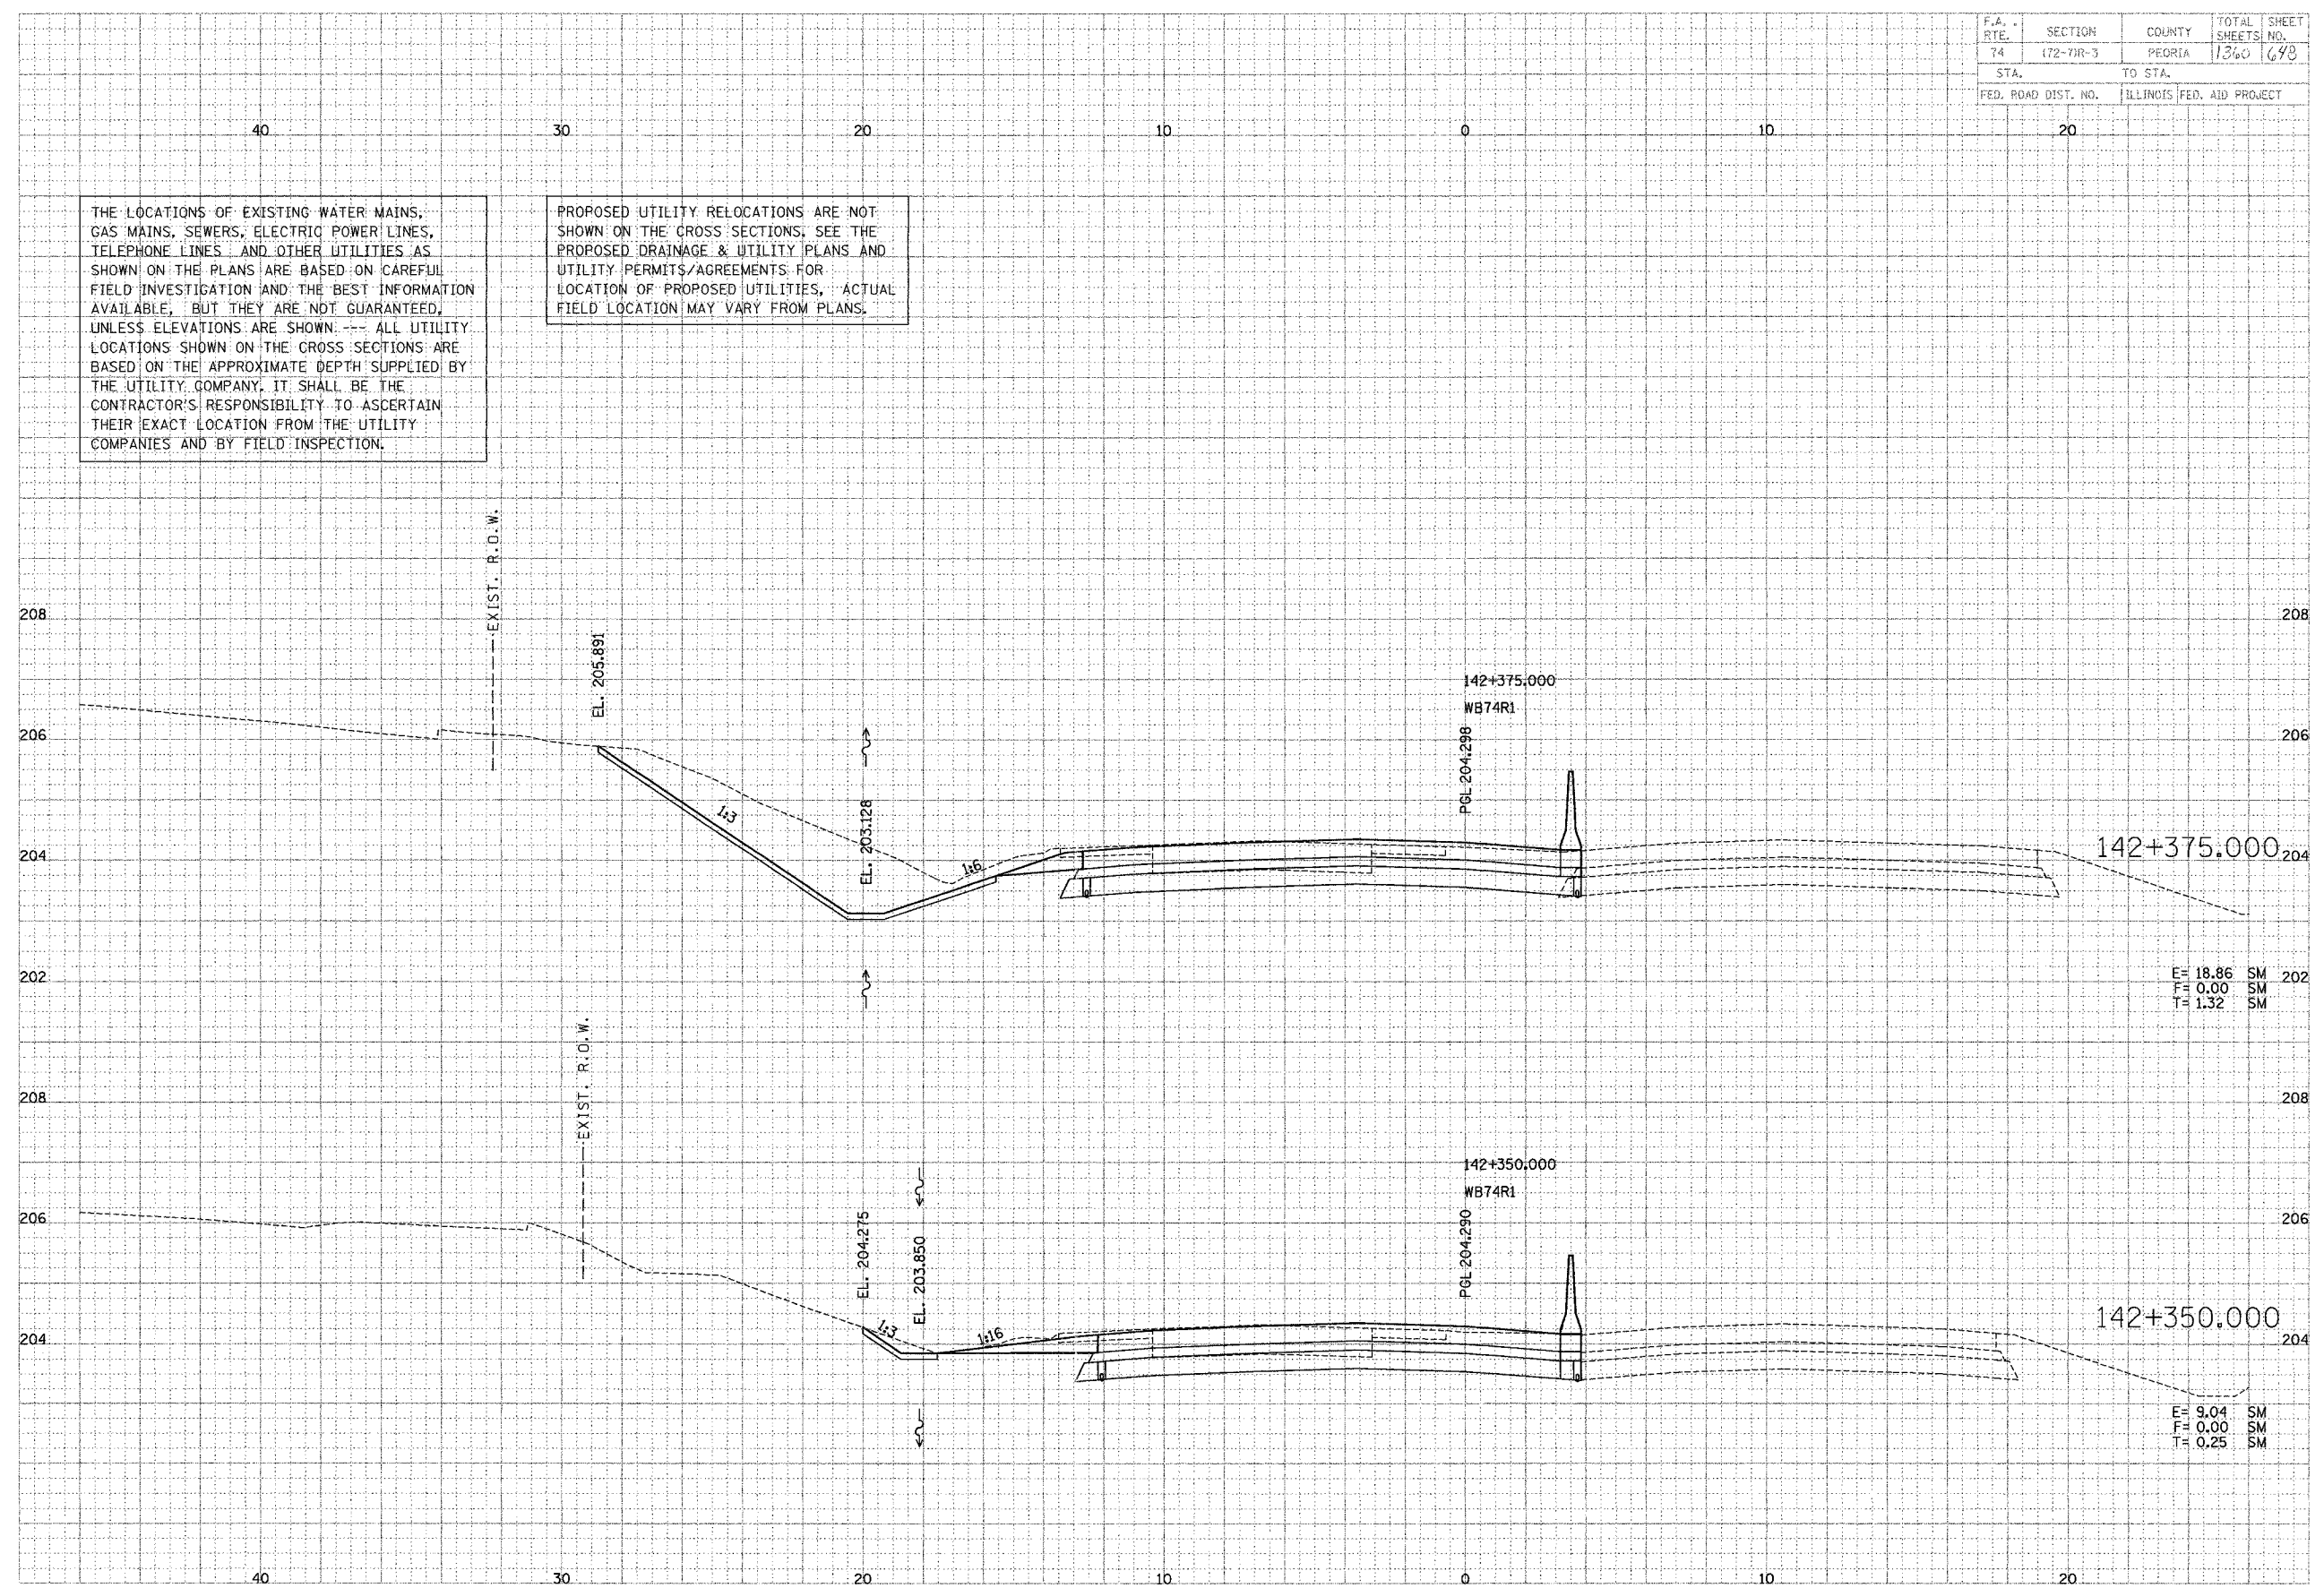 F.A. . RTE. SECTION COUNTY TOTAL SHEETS SHEET NO.
74 (72-7)R-3 PEORIA 1360 648
STA. TO STA.
FED. ROAD DIST. NO. ILLINOIS FED. AID PROJECT
40 30 20 10 0 10 20
THE LOCATIONS OF EXISTING WATER MAINS,
GAS MAINS, SEWERS, ELECTRIC POWER LINES,
TELEPHONE LINES AND OTHER UTILITIES AS
SHOWN ON THE PLANS ARE BASED ON CAREFUL
FIELD INVESTIGATION AND THE BEST INFORMATION
AVAILABLE, BUT THEY ARE NOT GUARANTEED,
UNLESS ELEVATIONS ARE SHOWN --- ALL UTILITY
LOCATIONS SHOWN ON THE CROSS SECTIONS ARE
BASED ON THE APPROXIMATE DEPTH SUPPLIED BY
THE UTILITY COMPANY. IT SHALL BE THE
CONTRACTOR'S RESPONSIBILITY TO ASCERTAIN
THEIR EXACT LOCATION FROM THE UTILITY
COMPANIES AND BY FIELD INSPECTION.
PROPOSED UTILITY RELOCATIONS ARE NOT
SHOWN ON THE CROSS SECTIONS. SEE THE
PROPOSED DRAINAGE & UTILITY PLANS AND
UTILITY PERMITS/AGREEMENTS FOR
LOCATION OF PROPOSED UTILITIES, ACTUAL
FIELD LOCATION MAY VARY FROM PLANS.
EXIST. R.O.W.
208 208
EL. 205.891
142+375.000
WB74R1
206 206
PGL 204.298
1:3
EL. 203.128
1:6
204 204
142+375.000
202 202
E= 18.86 SM
F= 0.00 SM
T= 1.32 SM
EXIST. R.O.W.
208 208
142+350.000
WB74R1
206 206
EL. 204.275
EL. 203.850
PGL 204.290
1:3
1:16
204 204
142+350.000
E= 9.04 SM
F= 0.00 SM
T= 0.25 SM
40 30 20 10 0 10 20